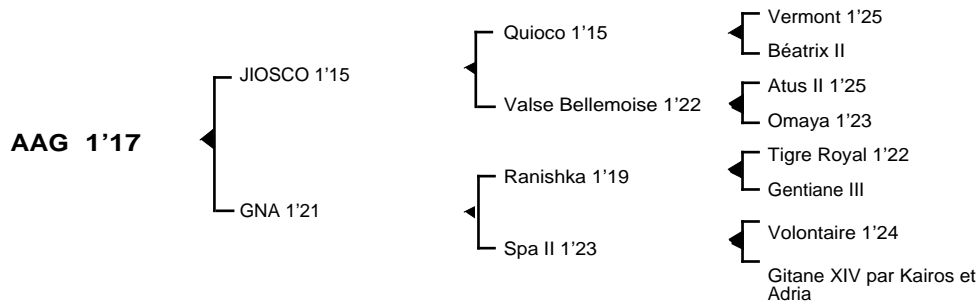 AAG 1’17
JIOSCO 1’15
GNA 1’21
Quioco 1’15
Valse Bellemoise 1’22
Ranishka 1’19
Spa II 1’23
Vermont 1’25
Béatrix II
Atus II 1’25
Omaya 1’23
Tigre Royal 1’22
Gentiane III
Volontaire 1’24
Gitane XIV par Kairos et
Adria